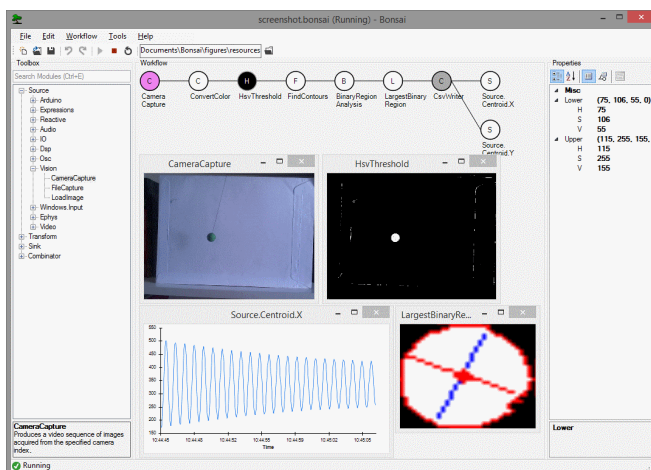 screenshot.bonsai (Running) - Bonsai
File Edit Workflow Tools Help
Documents\Bonsai\figures\resources
Toolbox
Search Modules (Ctrl+E)
Source
Arduino
Expressions
Reactive
Audio
IO
Dsp
Osc
Vision
CameraCapture
FileCapture
LoadImage
Windows.Input
Ephys
Video
Transform
Sink
Combinator
CameraCapture
Produces a video sequence of images
acquired from the specified camera
index.
Running
Workflow
C C H F B L C S
Camera Capture ConvertColor HsvThreshold FindContours BinaryRegion Analysis LargestBinary Region CsvWriter Source. Centroid.X
S
Source.
Centroid.Y
CameraCapture
HsvThreshold
Source.Centroid.X
550
500
450
400
350
300
250
200
150
10:44:45 10:44:48 10:44:52 10:44:55 10:44:59 10:45:02 10:45:05
Time
LargestBinaryRe...
Properties
Misc
Lower (75, 106, 55, 0)
H 75
S 106
V 55
Upper (115, 255, 155,
H 115
S 255
V 155
Lower